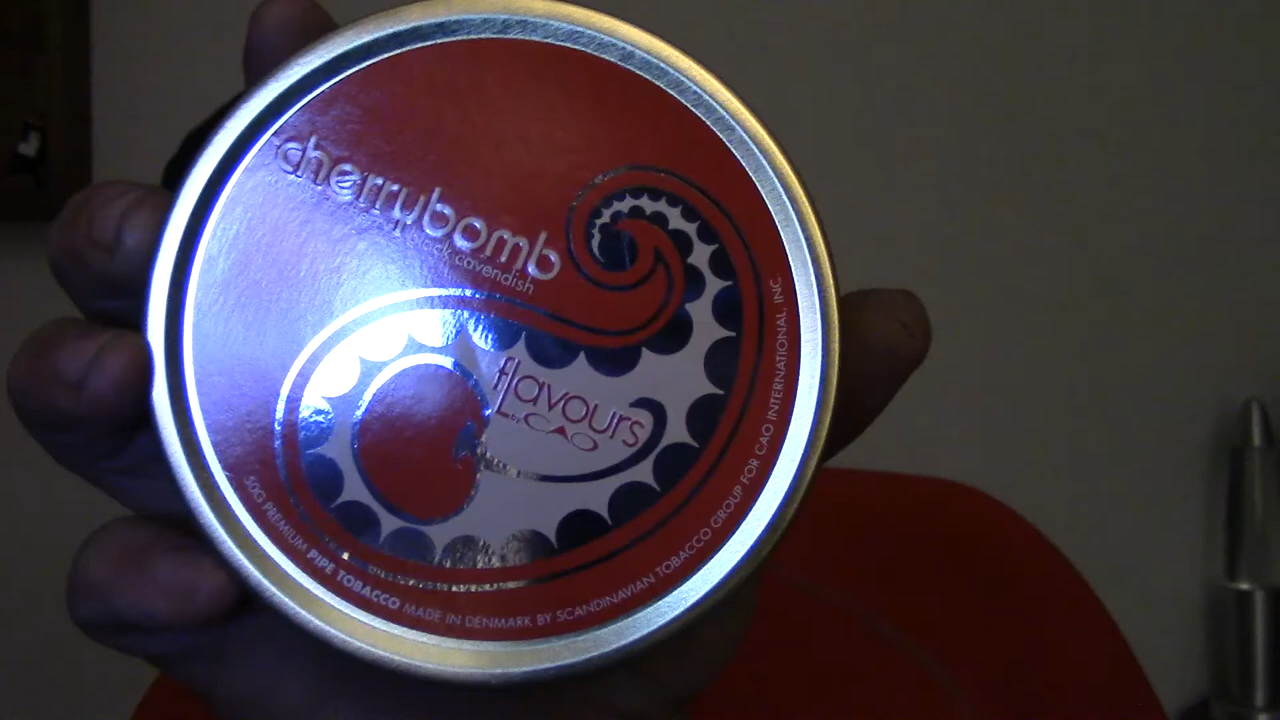 cherrybomb
black cavendish
flavours
by CAO
50G PREMIUM PIPE TOBACCO MADE IN DENMARK BY SCANDINAVIAN TOBACCO GROUP FOR CAO INTERNATIONAL, INC.